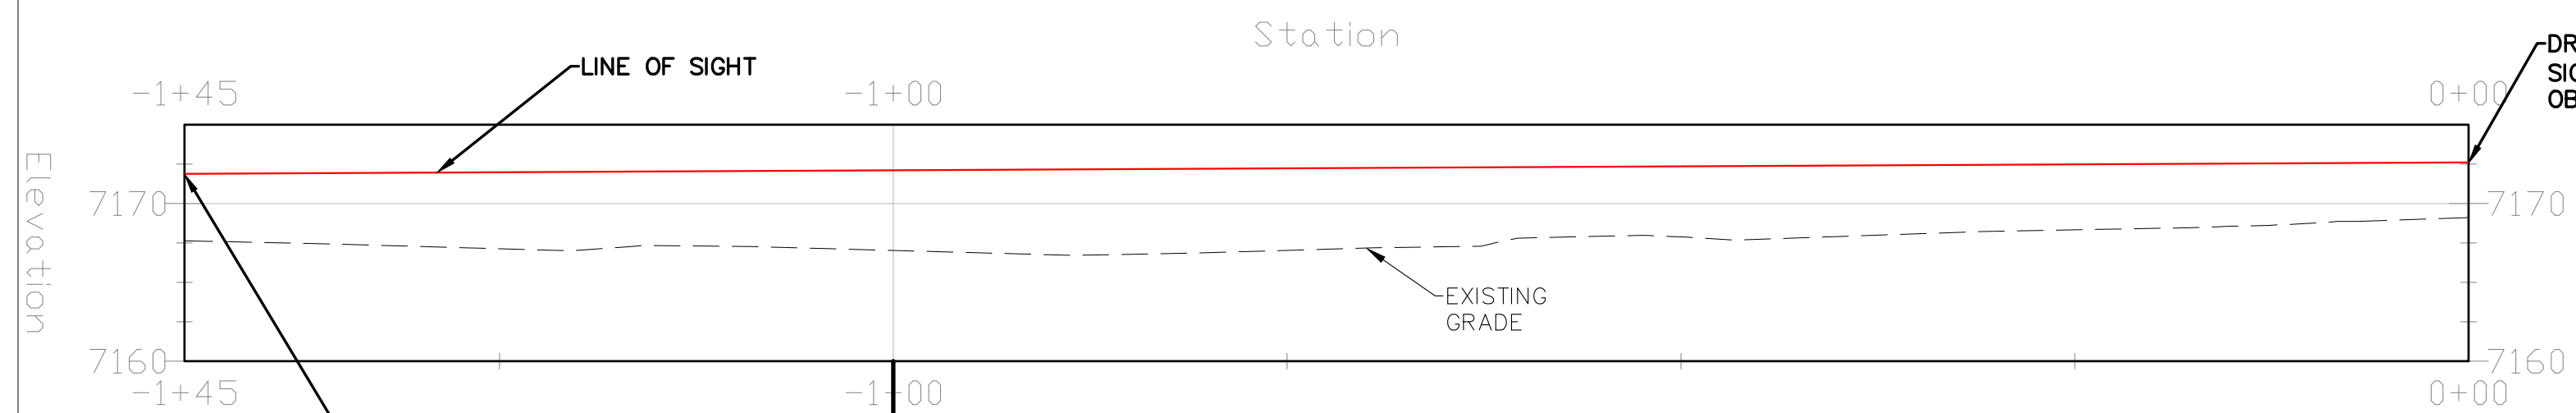 Station
LINE OF SIGHT
-1+45
-1+00
0+00
Elevation
7170
7170
EXISTING
GRADE
7160
7160
-1+45
-1+00
0+00